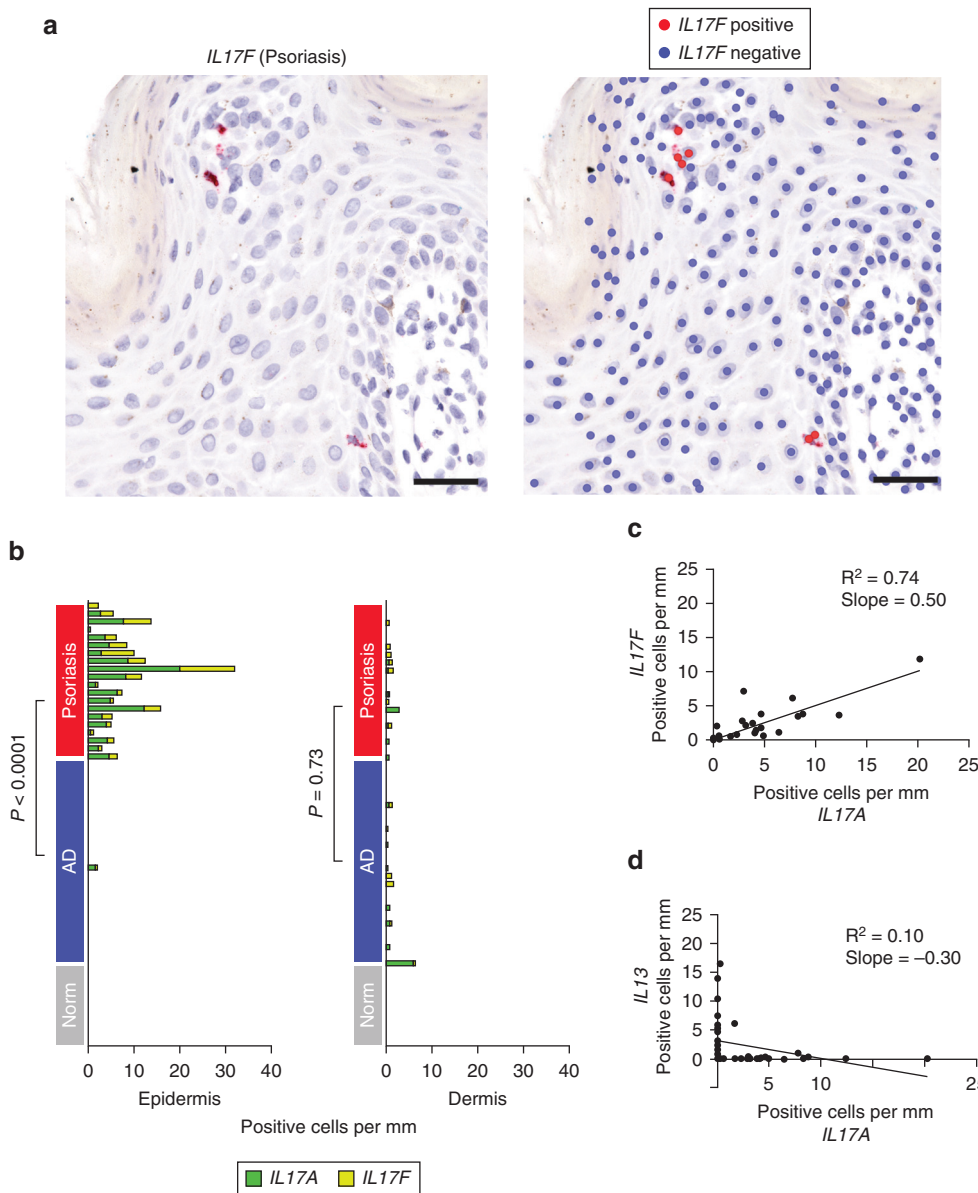 a
IL17F (Psoriasis)
IL17F positive
IL17F negative
b
Psoriasis
AD
Norm
P < 0.0001
0 10 20 30 40
Epidermis
Psoriasis
AD
Norm
P = 0.73
0 10 20 30 40
Dermis
Positive cells per mm
IL17A IL17F
c
R² = 0.74
Slope = 0.50
IL17F
Positive cells per mm
25
20
15
10
5
0
0 5 10 15 20 25
Positive cells per mm
IL17A
d
R² = 0.10
Slope = –0.30
IL13
Positive cells per mm
25
20
15
10
5
0
5 10 25
Positive cells per mm
IL17A